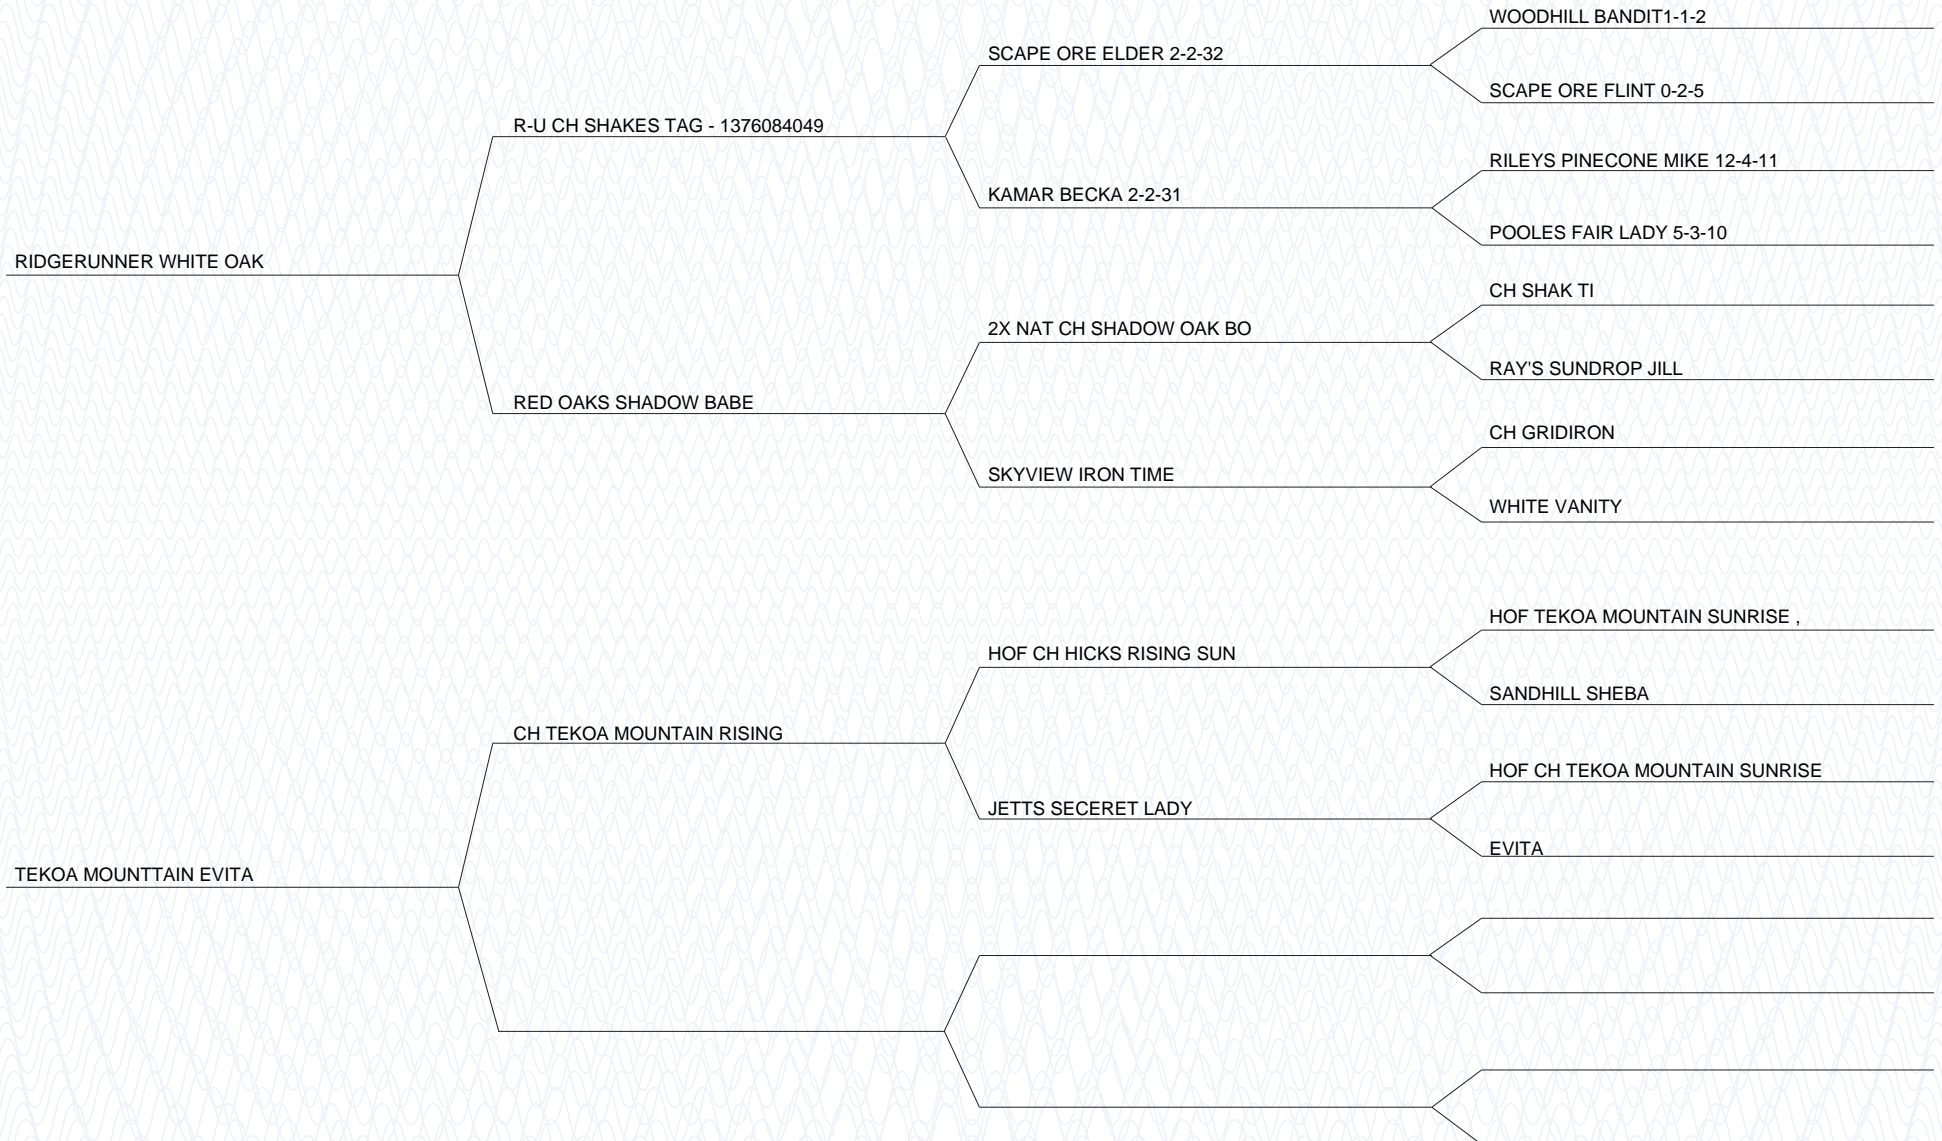 WOODHILL BANDIT1-1-2
SCAPE ORE ELDER 2-2-32
SCAPE ORE FLINT 0-2-5
R-U CH SHAKES TAG - 1376084049
RILEYS PINECONE MIKE 12-4-11
KAMAR BECKA 2-2-31
POOLES FAIR LADY 5-3-10
RIDGERUNNER WHITE OAK
CH SHAK TI
2X NAT CH SHADOW OAK BO
RAY'S SUNDROP JILL
RED OAKS SHADOW BABE
CH GRIDIRON
SKYVIEW IRON TIME
WHITE VANITY
HOF TEKOA MOUNTAIN SUNRISE ,
HOF CH HICKS RISING SUN
SANDHILL SHEBA
CH TEKOA MOUNTAIN RISING
HOF CH TEKOA MOUNTAIN SUNRISE
JETTS SECERET LADY
EVITA
TEKOA MOUNTTAIN EVITA